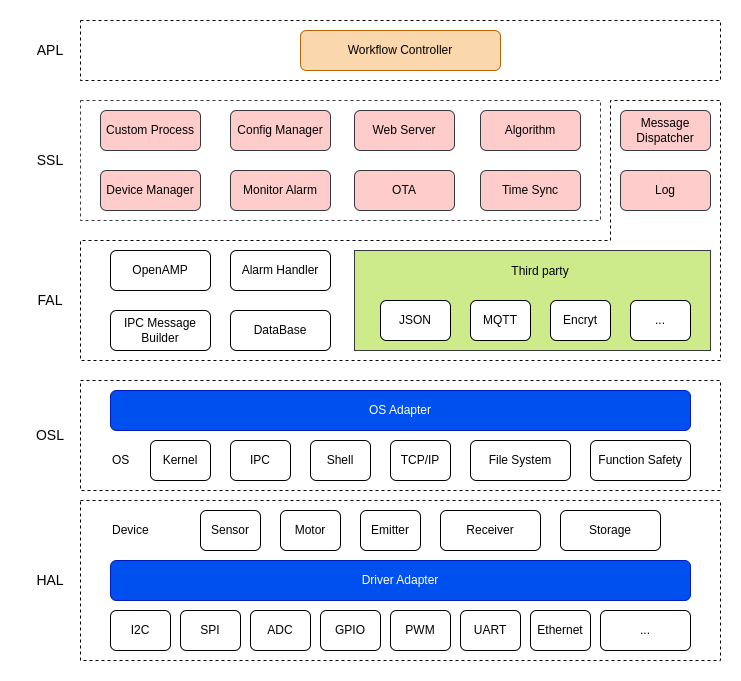 APL
Workflow Controller
SSL
Custom Process
Config Manager
Web Server
Algorithm
Message
Dispatcher
Device Manager
Monitor Alarm
OTA
Time Sync
Log
FAL
OpenAMP
Alarm Handler
Third party
IPC Message
Builder
DataBase
JSON
MQTT
Encryt
...
OSL
OS Adapter
OS
Kernel
IPC
Shell
TCP/IP
File System
Function Safety
HAL
Device
Sensor
Motor
Emitter
Receiver
Storage
Driver Adapter
I2C
SPI
ADC
GPIO
PWM
UART
Ethernet
...